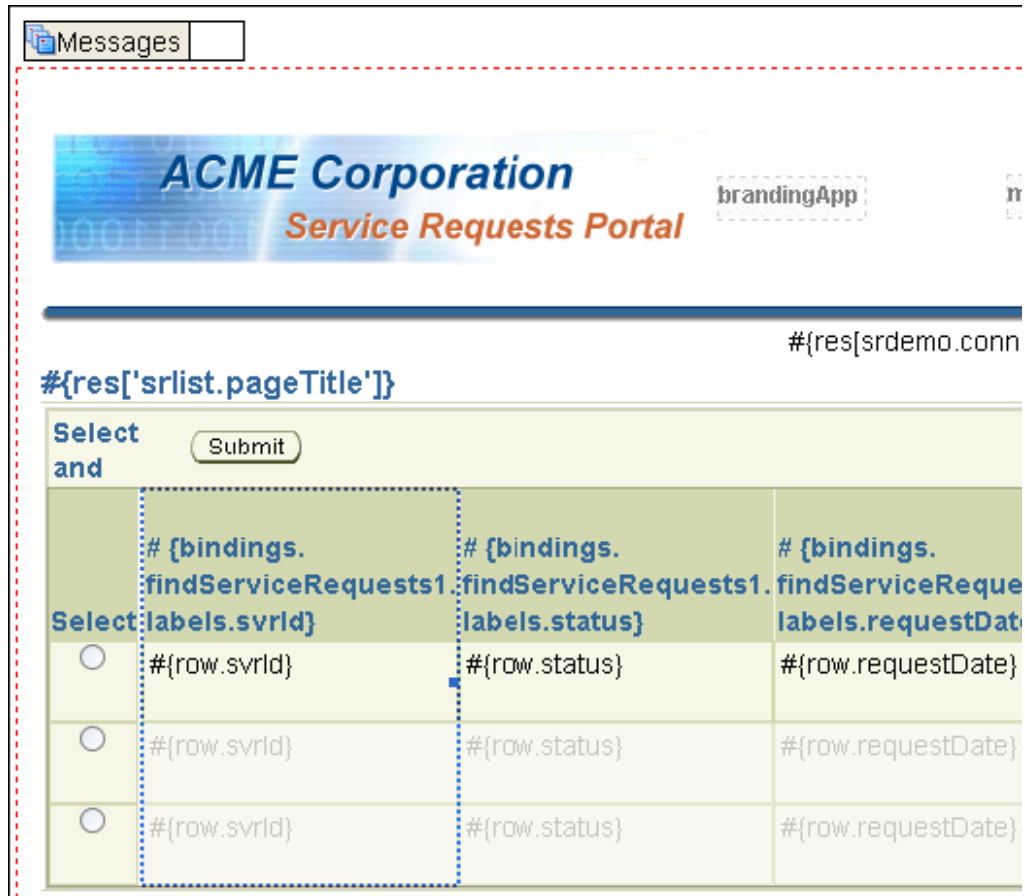 Messages
ACME Corporation
Service Requests Portal
brandingApp
m
#{res[srdemo.conn
#{res['srlist.pageTitle']}
Select
and
Submit
Select
# {bindings.
findServiceRequests1.
labels.svrId}
# {bindings.
findServiceRequests1.
labels.status}
# {bindings.
findServiceReque
labels.requestDat
#{row.svrId} #{row.status} #{row.requestDate}
#{row.svrId} #{row.status} #{row.requestDate}
#{row.svrId} #{row.status} #{row.requestDate}